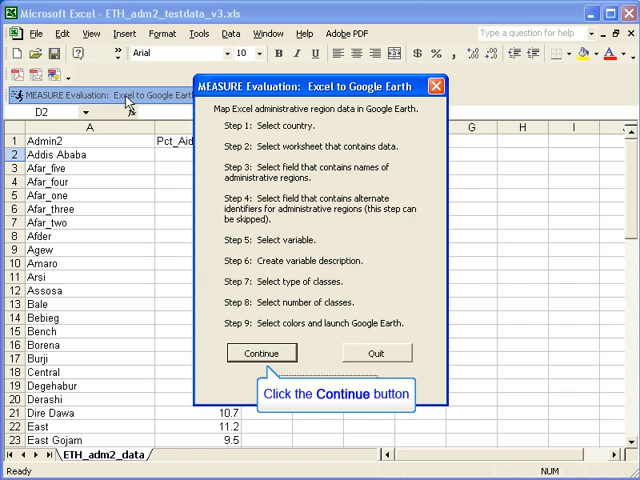 Microsoft Excel - ETH_adm2_testdata_v3.xls
File Edit View Insert Format Tools Data Window Help Adobe PDF
Type a question for help
Arial 10 B I U $ %
MEASURE Evaluation: Excel to Google Earth
D2 fx
A G H I
1 Admin2 Pct_Aid
2 Addis Ababa
3 Afar_five
4 Afar_four
5 Afar_one
6 Afar_three
7 Afar_two
8 Afder
9 Agew
10 Amaro
11 Arsi
12 Assosa
13 Bale
14 Bebieg
15 Bench
16 Borena
17 Burji
18 Central
19 Degehabur
20 Derashi
21 Dire Dawa 10.7
22 East 11.2
23 East Gojam 9.5
MEASURE Evaluation: Excel to Google Earth
Map Excel administrative region data in Google Earth.
Step 1: Select country.
Step 2: Select worksheet that contains data.
Step 3: Select field that contains names of
administrative regions.
Step 4: Select field that contains alternate
identifiers for administrative regions (this step can
be skipped).
Step 5: Select variable.
Step 6: Create variable description.
Step 7: Select type of classes.
Step 8: Select number of classes.
Step 9: Select colors and launch Google Earth.
Continue Quit
Click the Continue button
ETH_adm2_data
Ready NUM